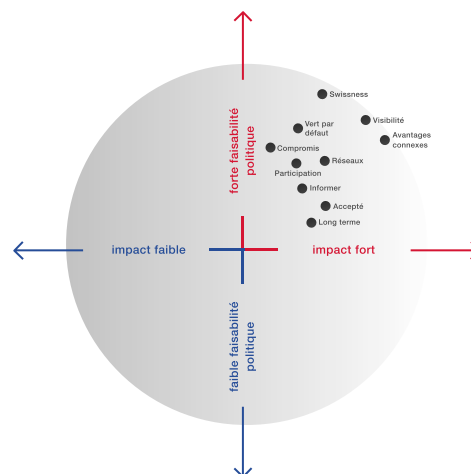 Swissness
Visibilité
Vert par
défaut
Avantages
connexes
Compromis
Réseaux
Participation
Informer
Accepté
Long terme
forte faisabilité
politique
impact faible
impact fort
faible faisabilité
politique